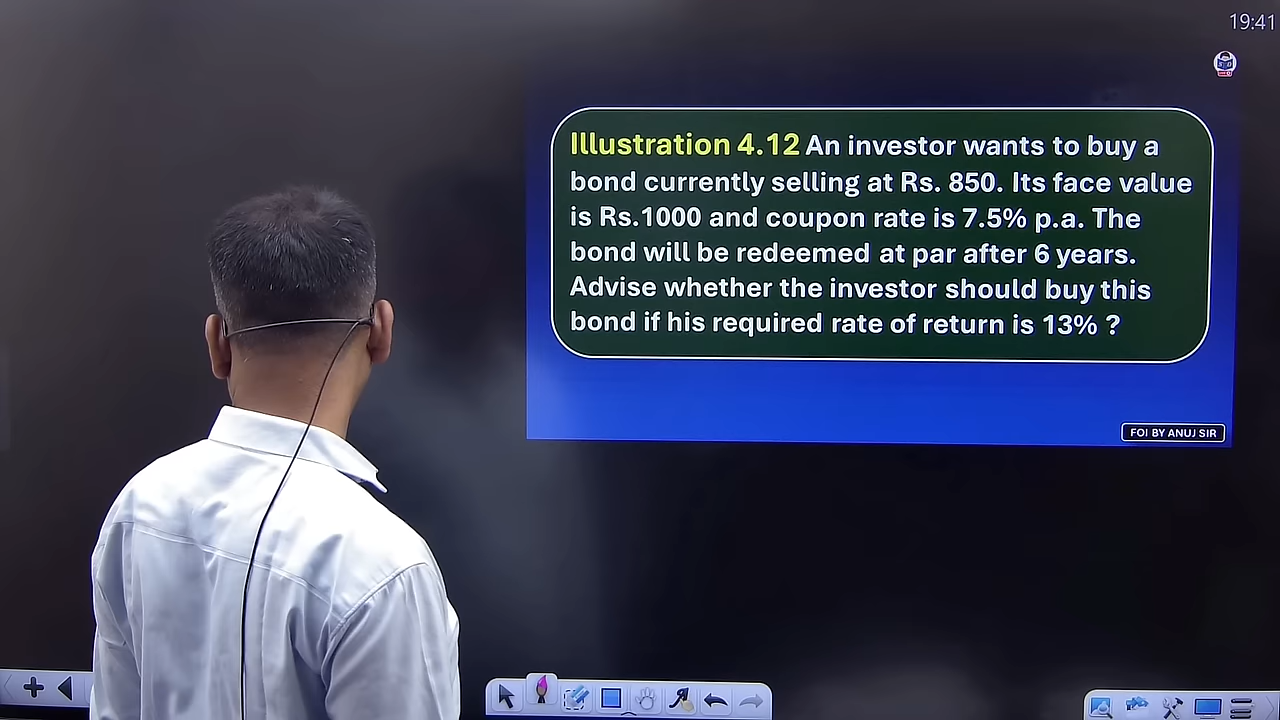 19:41
Illustration 4.12 An investor wants to buy a
bond currently selling at Rs. 850. Its face value
is Rs.1000 and coupon rate is 7.5% p.a. The
bond will be redeemed at par after 6 years.
Advise whether the investor should buy this
bond if his required rate of return is 13% ?
FOI BY ANUJ SIR